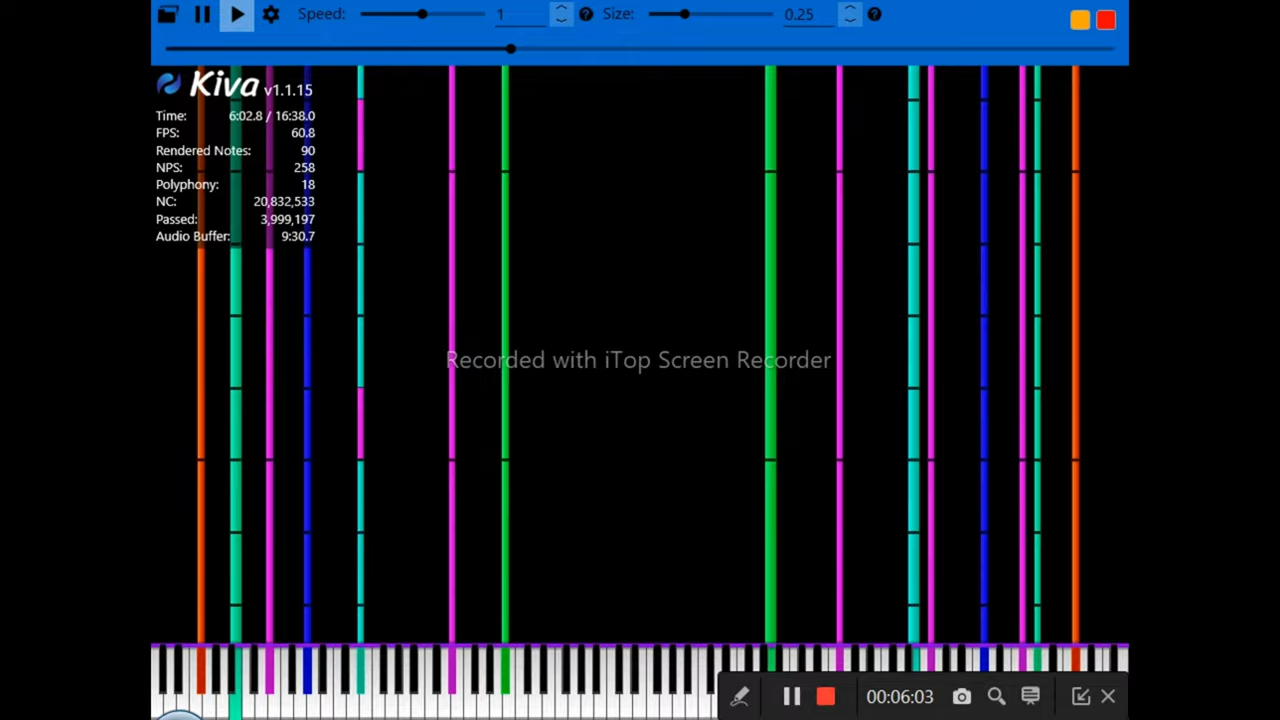 Speed: 1 Size: 0.25
Kiva v1.1.15
Time: 6:02.8 / 16:38.0
FPS: 60.8
Rendered Notes: 90
NPS: 258
Polyphony: 18
NC: 20,832,533
Passed: 3,999,197
Audio Buffer: 9:30.7
Recorded with iTop Screen Recorder
00:06:03